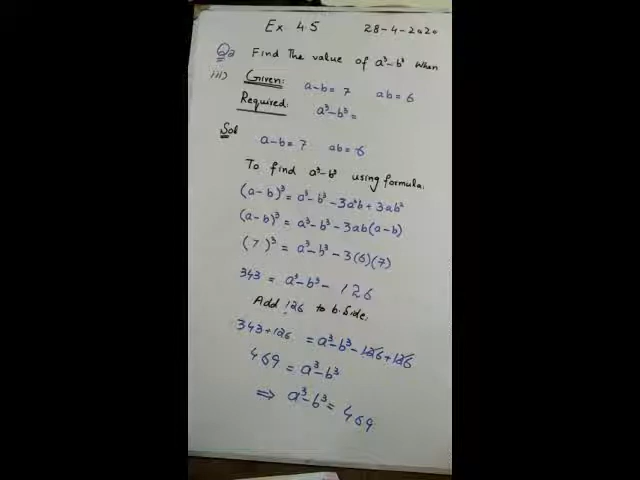 Ex 4.5 28-4-2020
Q2 Find The value of a³-b³ when
iii) Given: a-b=7 ab=6
Required: a³-b³=
Sol
a-b=7 ab=6
To find a³-b³ using formula:
(a-b)³=a³-b³-3a²b+3ab²
(a-b)³=a³-b³-3ab(a-b)
(7)³=a³-b³-3(6)(7)
343=a³-b³-126
Add 126 to b.Side,
343+126=a³-b³-126+126
469=a³-b³
⇒ a³-b³=469